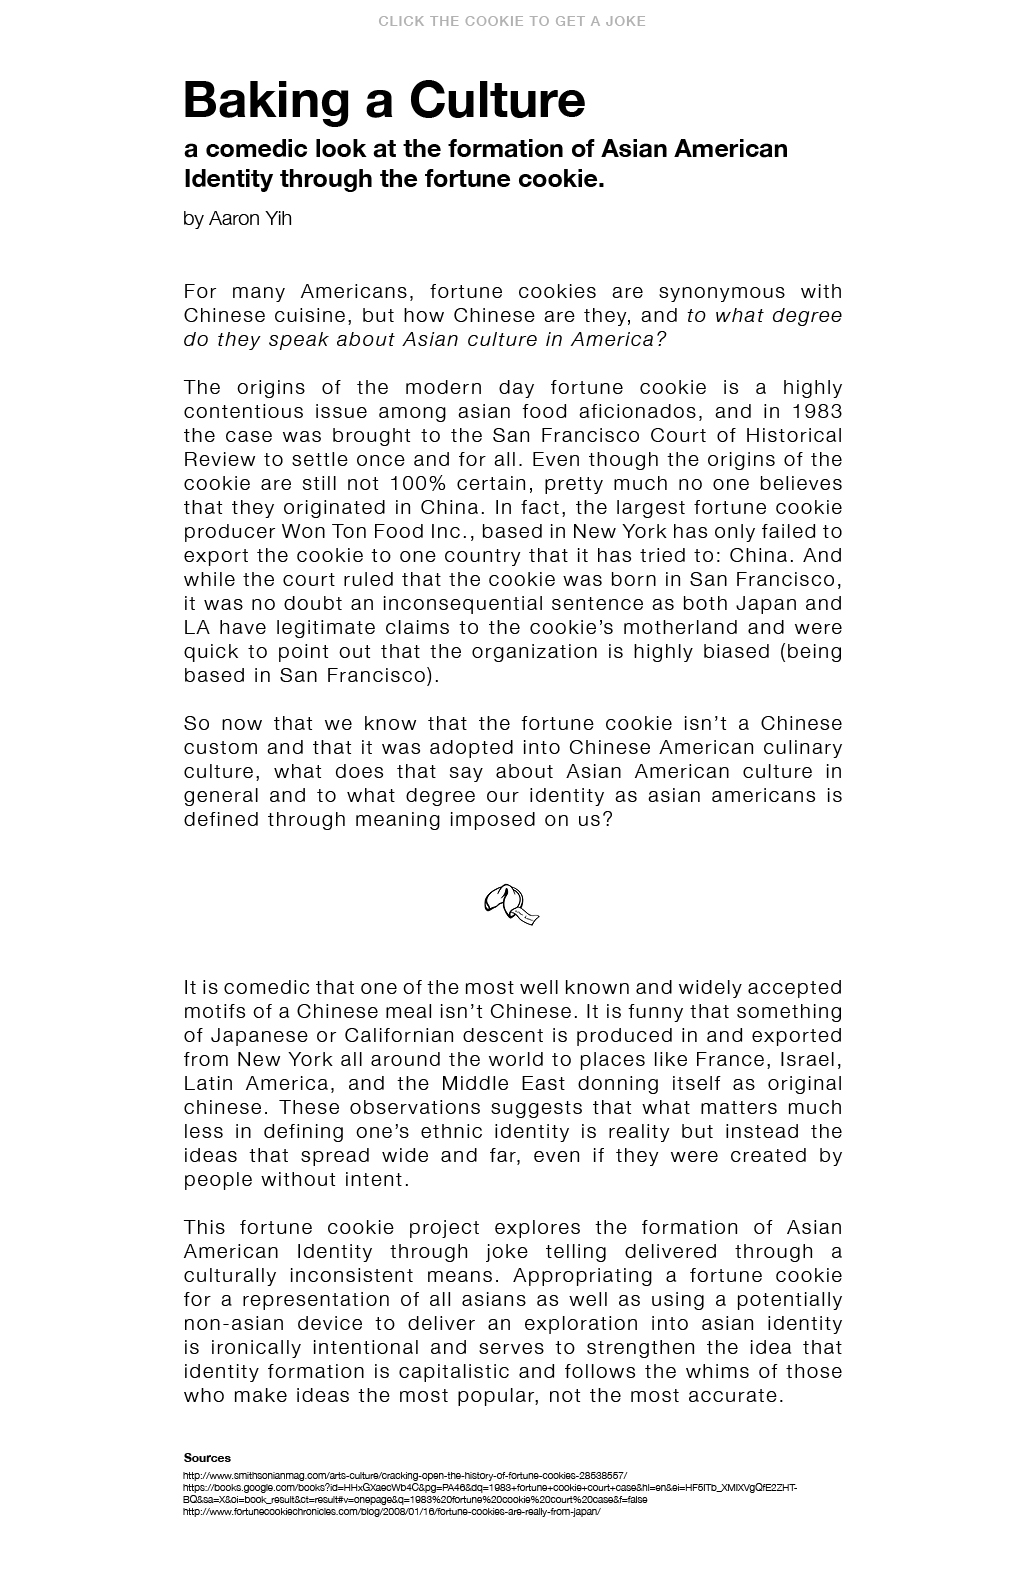 CLICK THE COOKIE TO GET A JOKE
Baking a Culture
a comedic look at the formation of Asian American
Identity through the fortune cookie.
by Aaron Yih
For many Americans, fortune cookies are synonymous with
Chinese cuisine, but how Chinese are they, and to what degree
do they speak about Asian culture in America?
The origins of the modern day fortune cookie is a highly
contentious issue among asian food aficionados, and in 1983
the case was brought to the San Francisco Court of Historical
Review to settle once and for all. Even though the origins of the
cookie are still not 100% certain, pretty much no one believes
that they originated in China. In fact, the largest fortune cookie
producer Won Ton Food Inc., based in New York has only failed to
export the cookie to one country that it has tried to: China. And
while the court ruled that the cookie was born in San Francisco,
it was no doubt an inconsequential sentence as both Japan and
LA have legitimate claims to the cookie’s motherland and were
quick to point out that the organization is highly biased (being
based in San Francisco).
So now that we know that the fortune cookie isn’t a Chinese
custom and that it was adopted into Chinese American culinary
culture, what does that say about Asian American culture in
general and to what degree our identity as asian americans is
defined through meaning imposed on us?
It is comedic that one of the most well known and widely accepted
motifs of a Chinese meal isn’t Chinese. It is funny that something
of Japanese or Californian descent is produced in and exported
from New York all around the world to places like France, Israel,
Latin America, and the Middle East donning itself as original
chinese. These observations suggests that what matters much
less in defining one’s ethnic identity is reality but instead the
ideas that spread wide and far, even if they were created by
people without intent.
This fortune cookie project explores the formation of Asian
American Identity through joke telling delivered through a
culturally inconsistent means. Appropriating a fortune cookie
for a representation of all asians as well as using a potentially
non-asian device to deliver an exploration into asian identity
is ironically intentional and serves to strengthen the idea that
identity formation is capitalistic and follows the whims of those
who make ideas the most popular, not the most accurate.
Sources
http://www.smithsonianmag.com/arts-culture/cracking-open-the-history-of-fortune-cookies-28538557/
https://books.google.com/books?id=HHxGXaecWb4C&pg=PA46&dq=1983+fortune+cookie+court+case&hl=en&ei=HF5lTb_XMIXVgQfE2ZHT-
BQ&sa=X&oi=book_result&ct=result#v=onepage&q=1983%20fortune%20cookie%20court%20case&f=false
http://www.fortunecookiechronicles.com/blog/2008/01/16/fortune-cookies-are-really-from-japan/